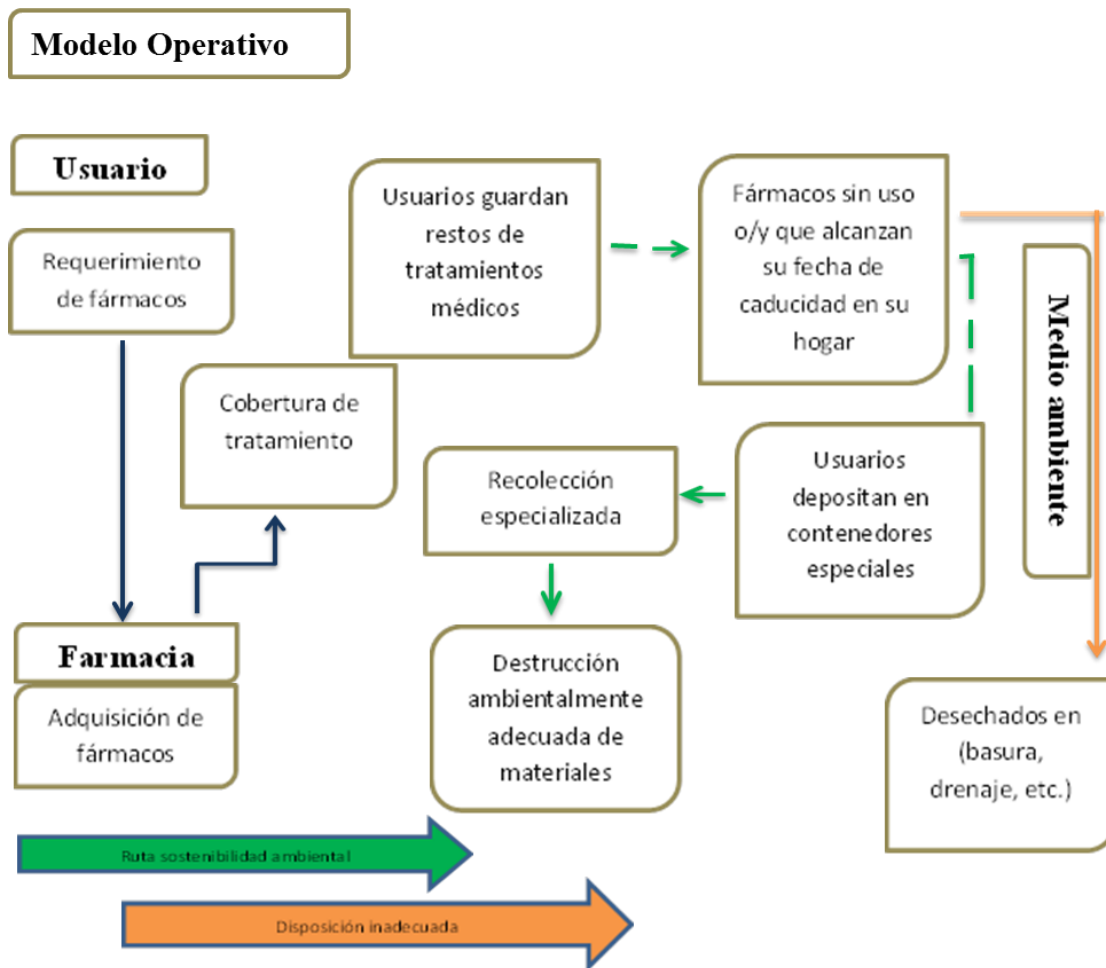 Modelo Operativo
Usuario
Requerimiento
de fármacos
Usuarios guardan
restos de
tratamientos
médicos
Fármacos sin uso
o/y que alcanzan
su fecha de
caducidad en su
hogar
Medio ambiente
Cobertura de
tratamiento
Recolección
especializada
Usuarios
depositan en
contenedores
especiales
Farmacia
Adquisición de
fármacos
Destrucción
ambientalmente
adecuada de
materiales
Desechados en
(basura,
drenaje, etc.)
Ruta sostenibilidad ambiental
Disposición inadecuada